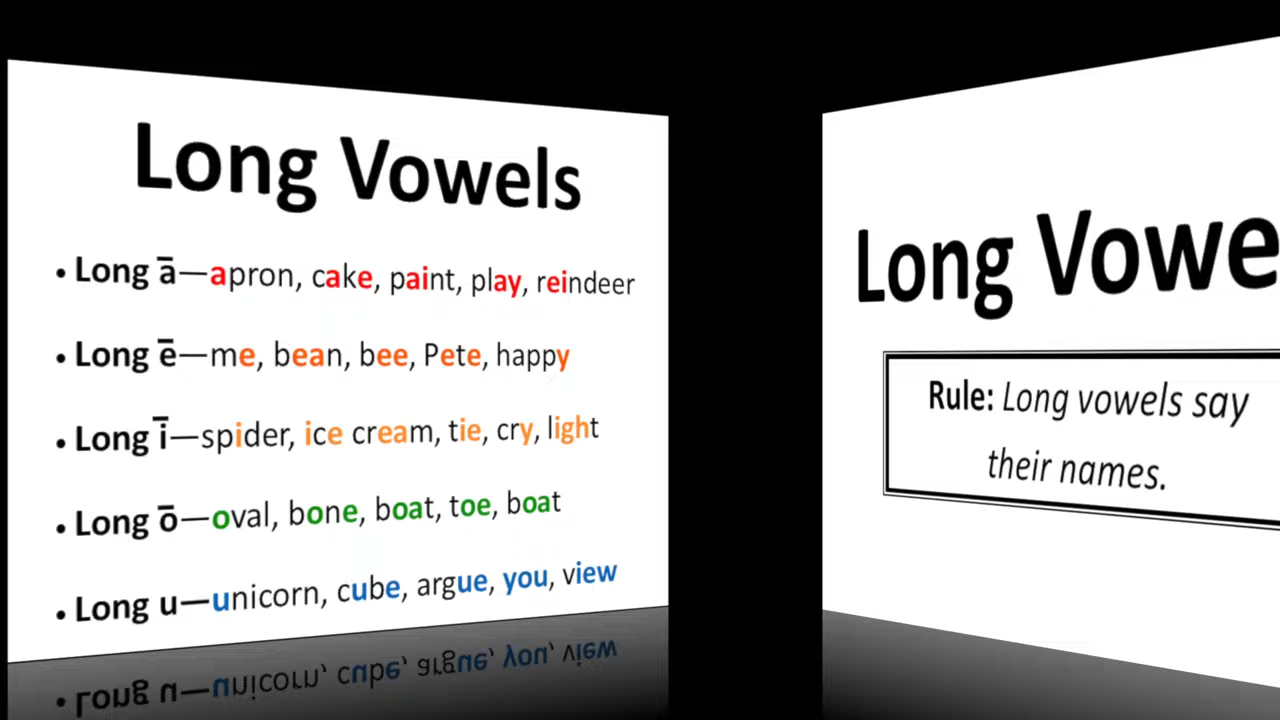 Long Vowels
• Long ā—apron, cake, paint, play, reindeer
• Long ē—me, bean, bee, Pete, happy
• Long ī—spider, ice cream, tie, cry, light
• Long ō—oval, bone, boat, toe, boat
• Long u—unicorn, cube, argue, you, view
Long Vowe
Rule: Long vowels say
their names.